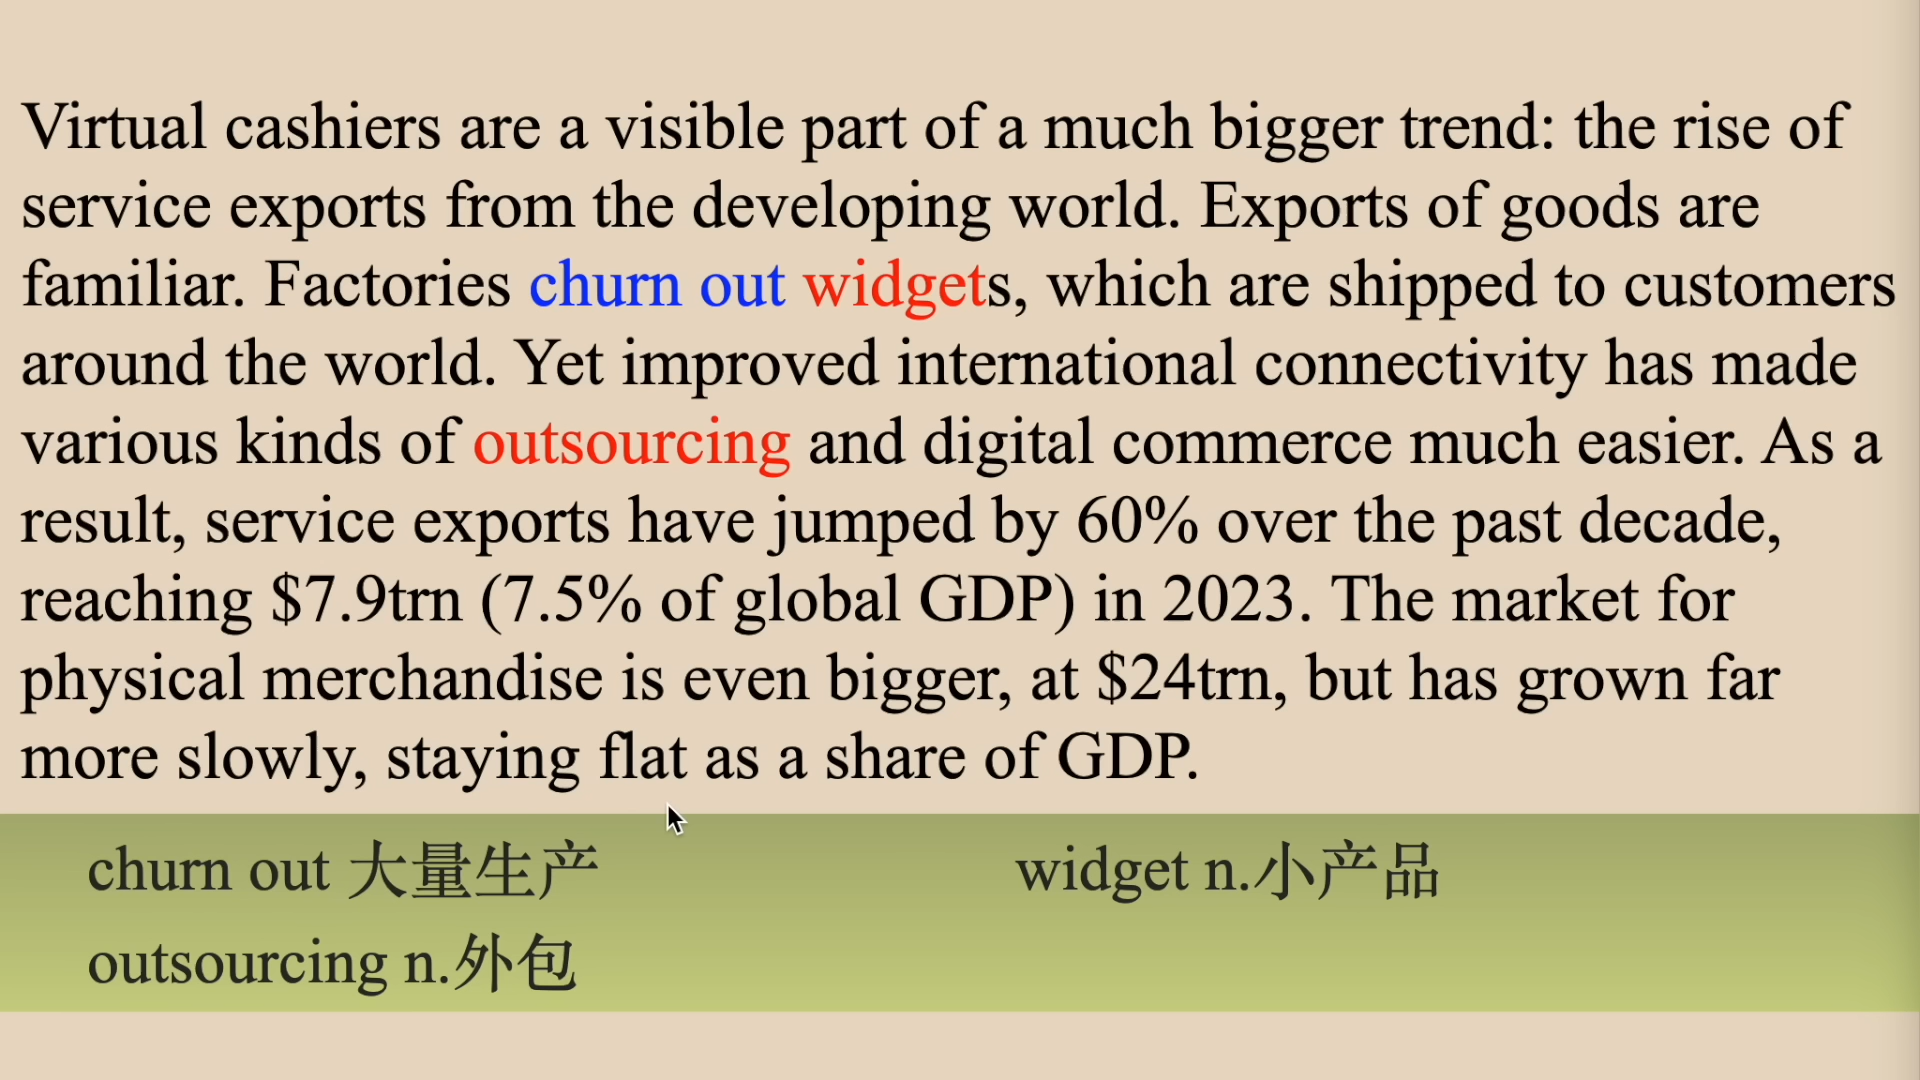 Virtual cashiers are a visible part of a much bigger trend: the rise of
service exports from the developing world. Exports of goods are
familiar. Factories churn out widgets, which are shipped to customers
around the world. Yet improved international connectivity has made
various kinds of outsourcing and digital commerce much easier. As a
result, service exports have jumped by 60% over the past decade,
reaching $7.9trn (7.5% of global GDP) in 2023. The market for
physical merchandise is even bigger, at $24trn, but has grown far
more slowly, staying flat as a share of GDP.
churn out 大量生产
widget n.小产品
outsourcing n.外包